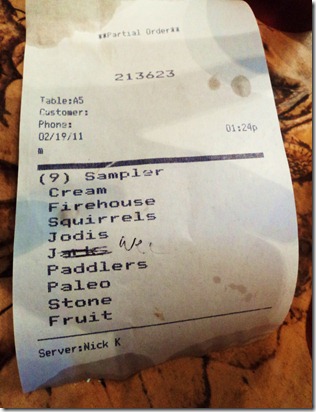 **Partial Order**
213623
Table:A5
Customer:
Phone:
02/19/11 01:24p
m
(9) Sampler
Cream
Firehouse
Squirrels
Jodis
Paddlers
Paleo
Stone
Fruit
Server:Nick K